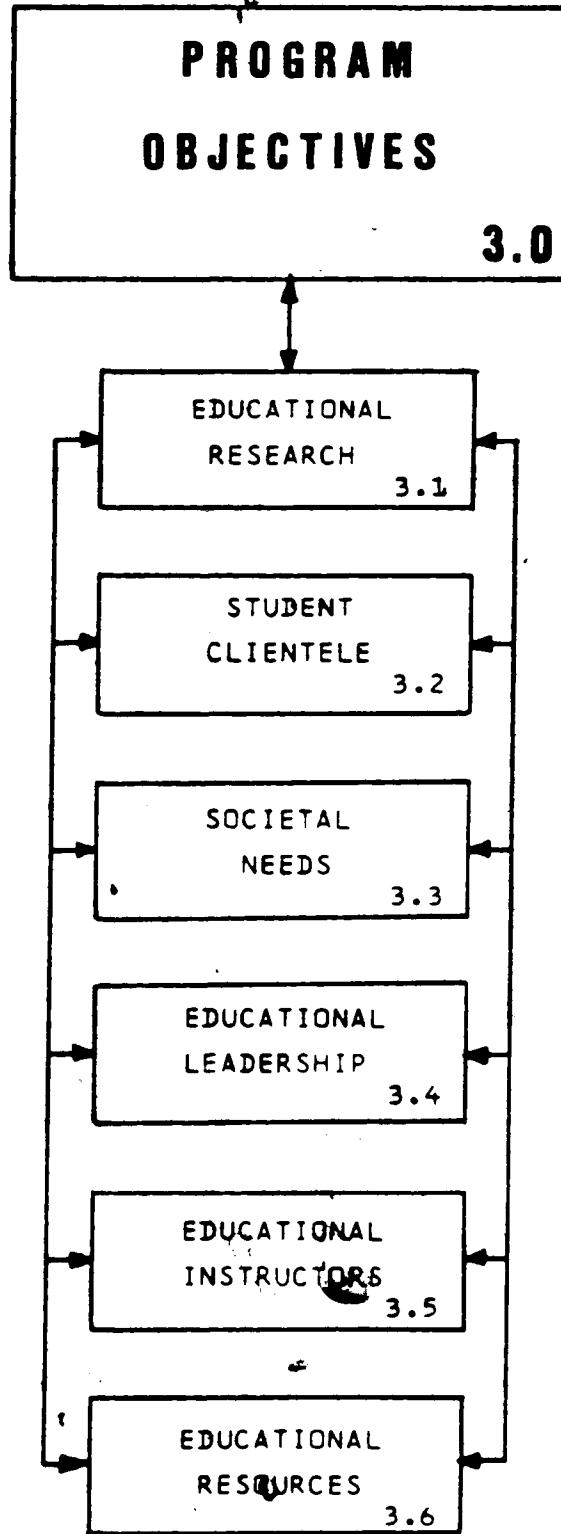 PROGRAM
OBJECTIVES
3.0
EDUCATIONAL
RESEARCH
3.1
STUDENT
CLIENTELE
3.2
SOCIETAL
NEEDS
3.3
EDUCATIONAL
LEADERSHIP
3.4
EDUCATIONAL
INSTRUCTORS
3.5
EDUCATIONAL
RESOURCES
3.6